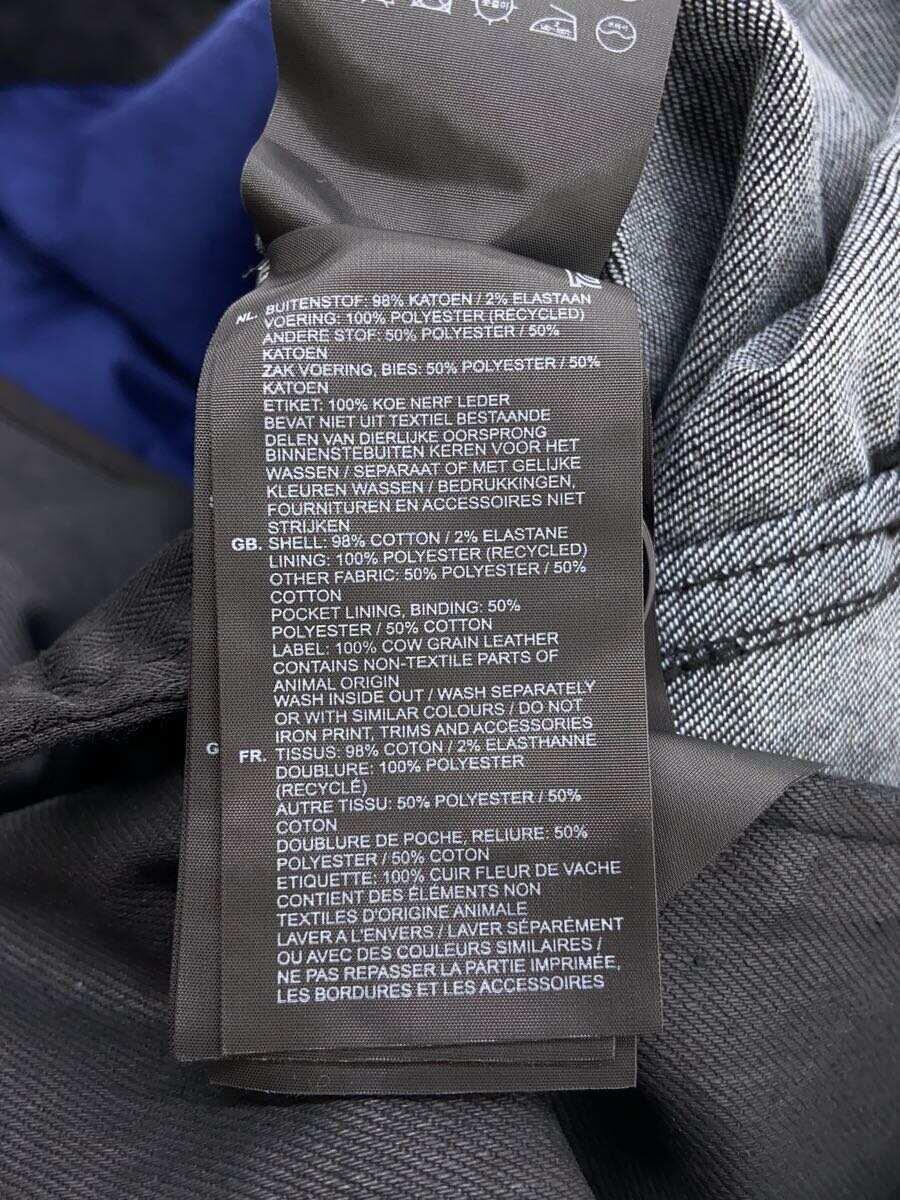 NL. BUITENSTOF: 98% KATOEN / 2% ELASTAAN
VOERING: 100% POLYESTER (RECYCLED)
ANDERE STOF: 50% POLYESTER / 50%
KATOEN
ZAK VOERING, BIES: 50% POLYESTER / 50%
KATOEN
ETIKET: 100% KOE NERF LEDER
BEVAT NIET UIT TEXTIEL BESTAANDE
DELEN VAN DIERLIJKE OORSPRONG
BINNENSTEBUITEN KEREN VOOR HET
WASSEN / SEPARAAT OF MET GELIJKE
KLEUREN WASSEN / BEDRUKKINGEN,
FOURNITUREN EN ACCESSOIRES NIET
STRIJKEN
GB. SHELL: 98% COTTON / 2% ELASTANE
LINING: 100% POLYESTER (RECYCLED)
OTHER FABRIC: 50% POLYESTER / 50%
COTTON
POCKET LINING, BINDING: 50%
POLYESTER / 50% COTTON
LABEL: 100% COW GRAIN LEATHER
CONTAINS NON-TEXTILE PARTS OF
ANIMAL ORIGIN
WASH INSIDE OUT / WASH SEPARATELY
OR WITH SIMILAR COLOURS / DO NOT
IRON PRINT, TRIMS AND ACCESSORIES
G
FR. TISSUS: 98% COTON / 2% ELASTHANNE
DOUBLURE: 100% POLYESTER
(RECYCLÉ)
AUTRE TISSU: 50% POLYESTER / 50%
COTON
DOUBLURE DE POCHE, RELIURE: 50%
POLYESTER / 50% COTON
ETIQUETTE: 100% CUIR FLEUR DE VACHE
CONTIENT DES ÉLÉMENTS NON
TEXTILES D'ORIGINE ANIMALE
LAVER A L'ENVERS / LAVER SÉPARÉMENT
OU AVEC DES COULEURS SIMILAIRES /
NE PAS REPASSER LA PARTIE IMPRIMÉE,
LES BORDURES ET LES ACCESSOIRES